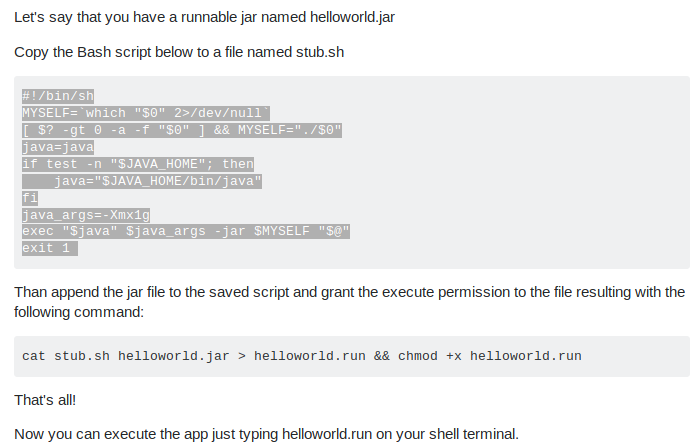 Let's say that you have a runnable jar named helloworld.jar
Copy the Bash script below to a file named stub.sh
#!/bin/sh
MYSELF=`which "$0" 2>/dev/null`
[ $? -gt 0 -a -f "$0" ] && MYSELF="./$0"
java=java
if test -n "$JAVA_HOME"; then
    java="$JAVA_HOME/bin/java"
fi
java_args=-Xmx1g
exec "$java" $java_args -jar $MYSELF "$@"
exit 1
Than append the jar file to the saved script and grant the execute permission to the file resulting with the
following command:
cat stub.sh helloworld.jar > helloworld.run && chmod +x helloworld.run
That's all!
Now you can execute the app just typing helloworld.run on your shell terminal.